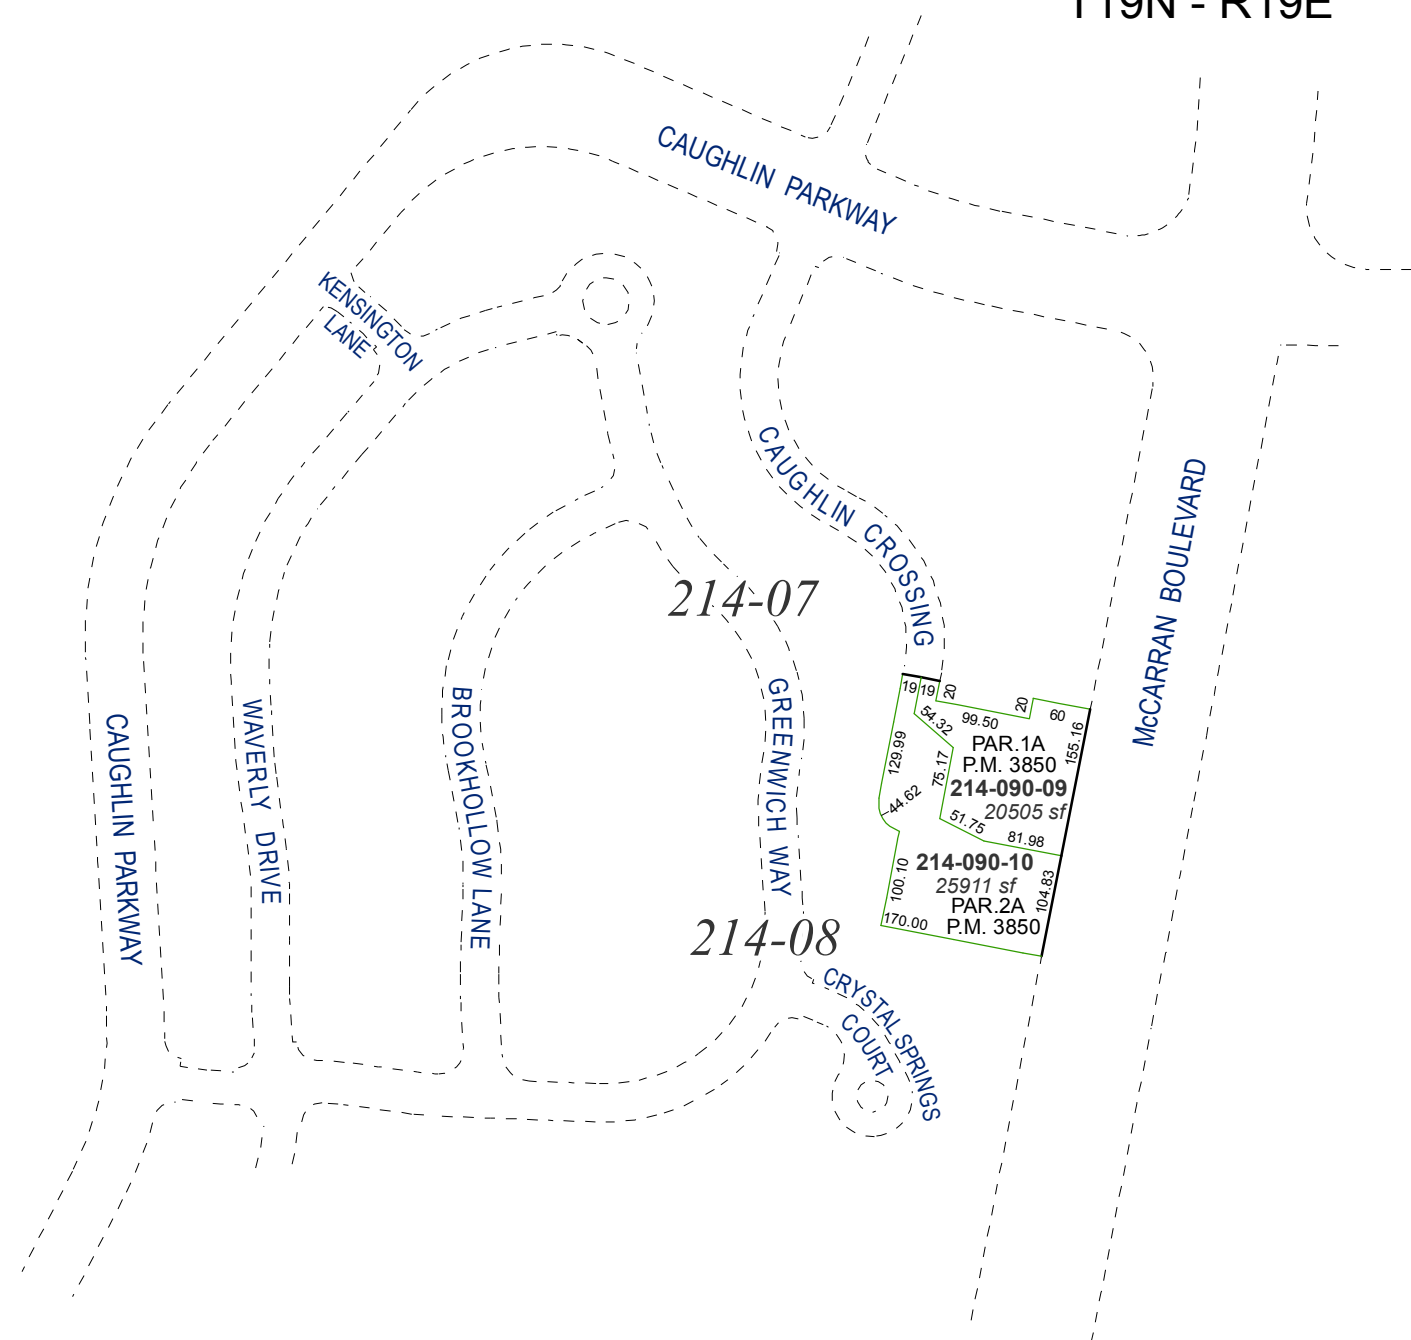 T19N - R19E
CAUGHLIN PARKWAY
KENSINGTON
LANE
CAUGHLIN CROSSING
McCARRAN BOULEVARD
214-07
19
19
20
99.50
20
60
54.32
155.16
129.99
75.17
PAR.1A
P.M. 3850
214-090-09
20505 sf
44.62
51.75
81.98
214-090-10
25911 sf
PAR.2A
P.M. 3850
100.10
104.83
170.00
GREENWICH WAY
BROOKHOLLOW LANE
WAVERLY DRIVE
CAUGHLIN PARKWAY
214-08
CRYSTAL SPRINGS
COURT